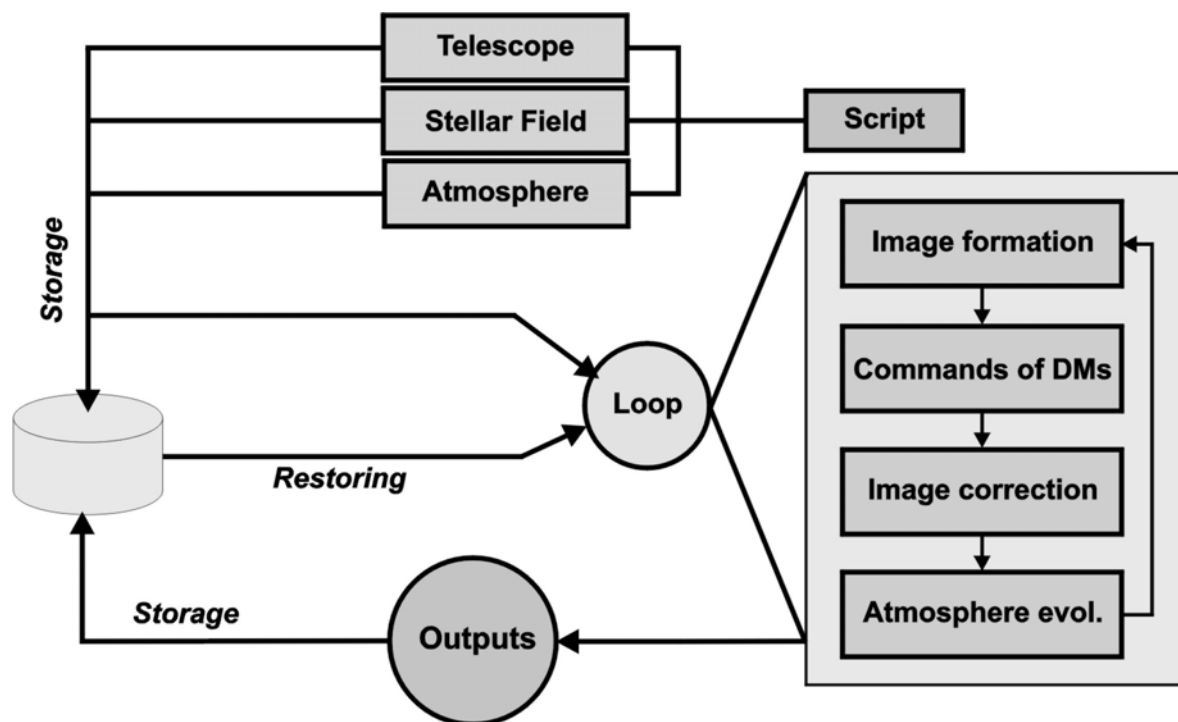 Telescope
Stellar Field
Script
Atmosphere
Storage
Image formation
Commands of DMs
Loop
Restoring
Image correction
Storage
Outputs
Atmosphere evol.